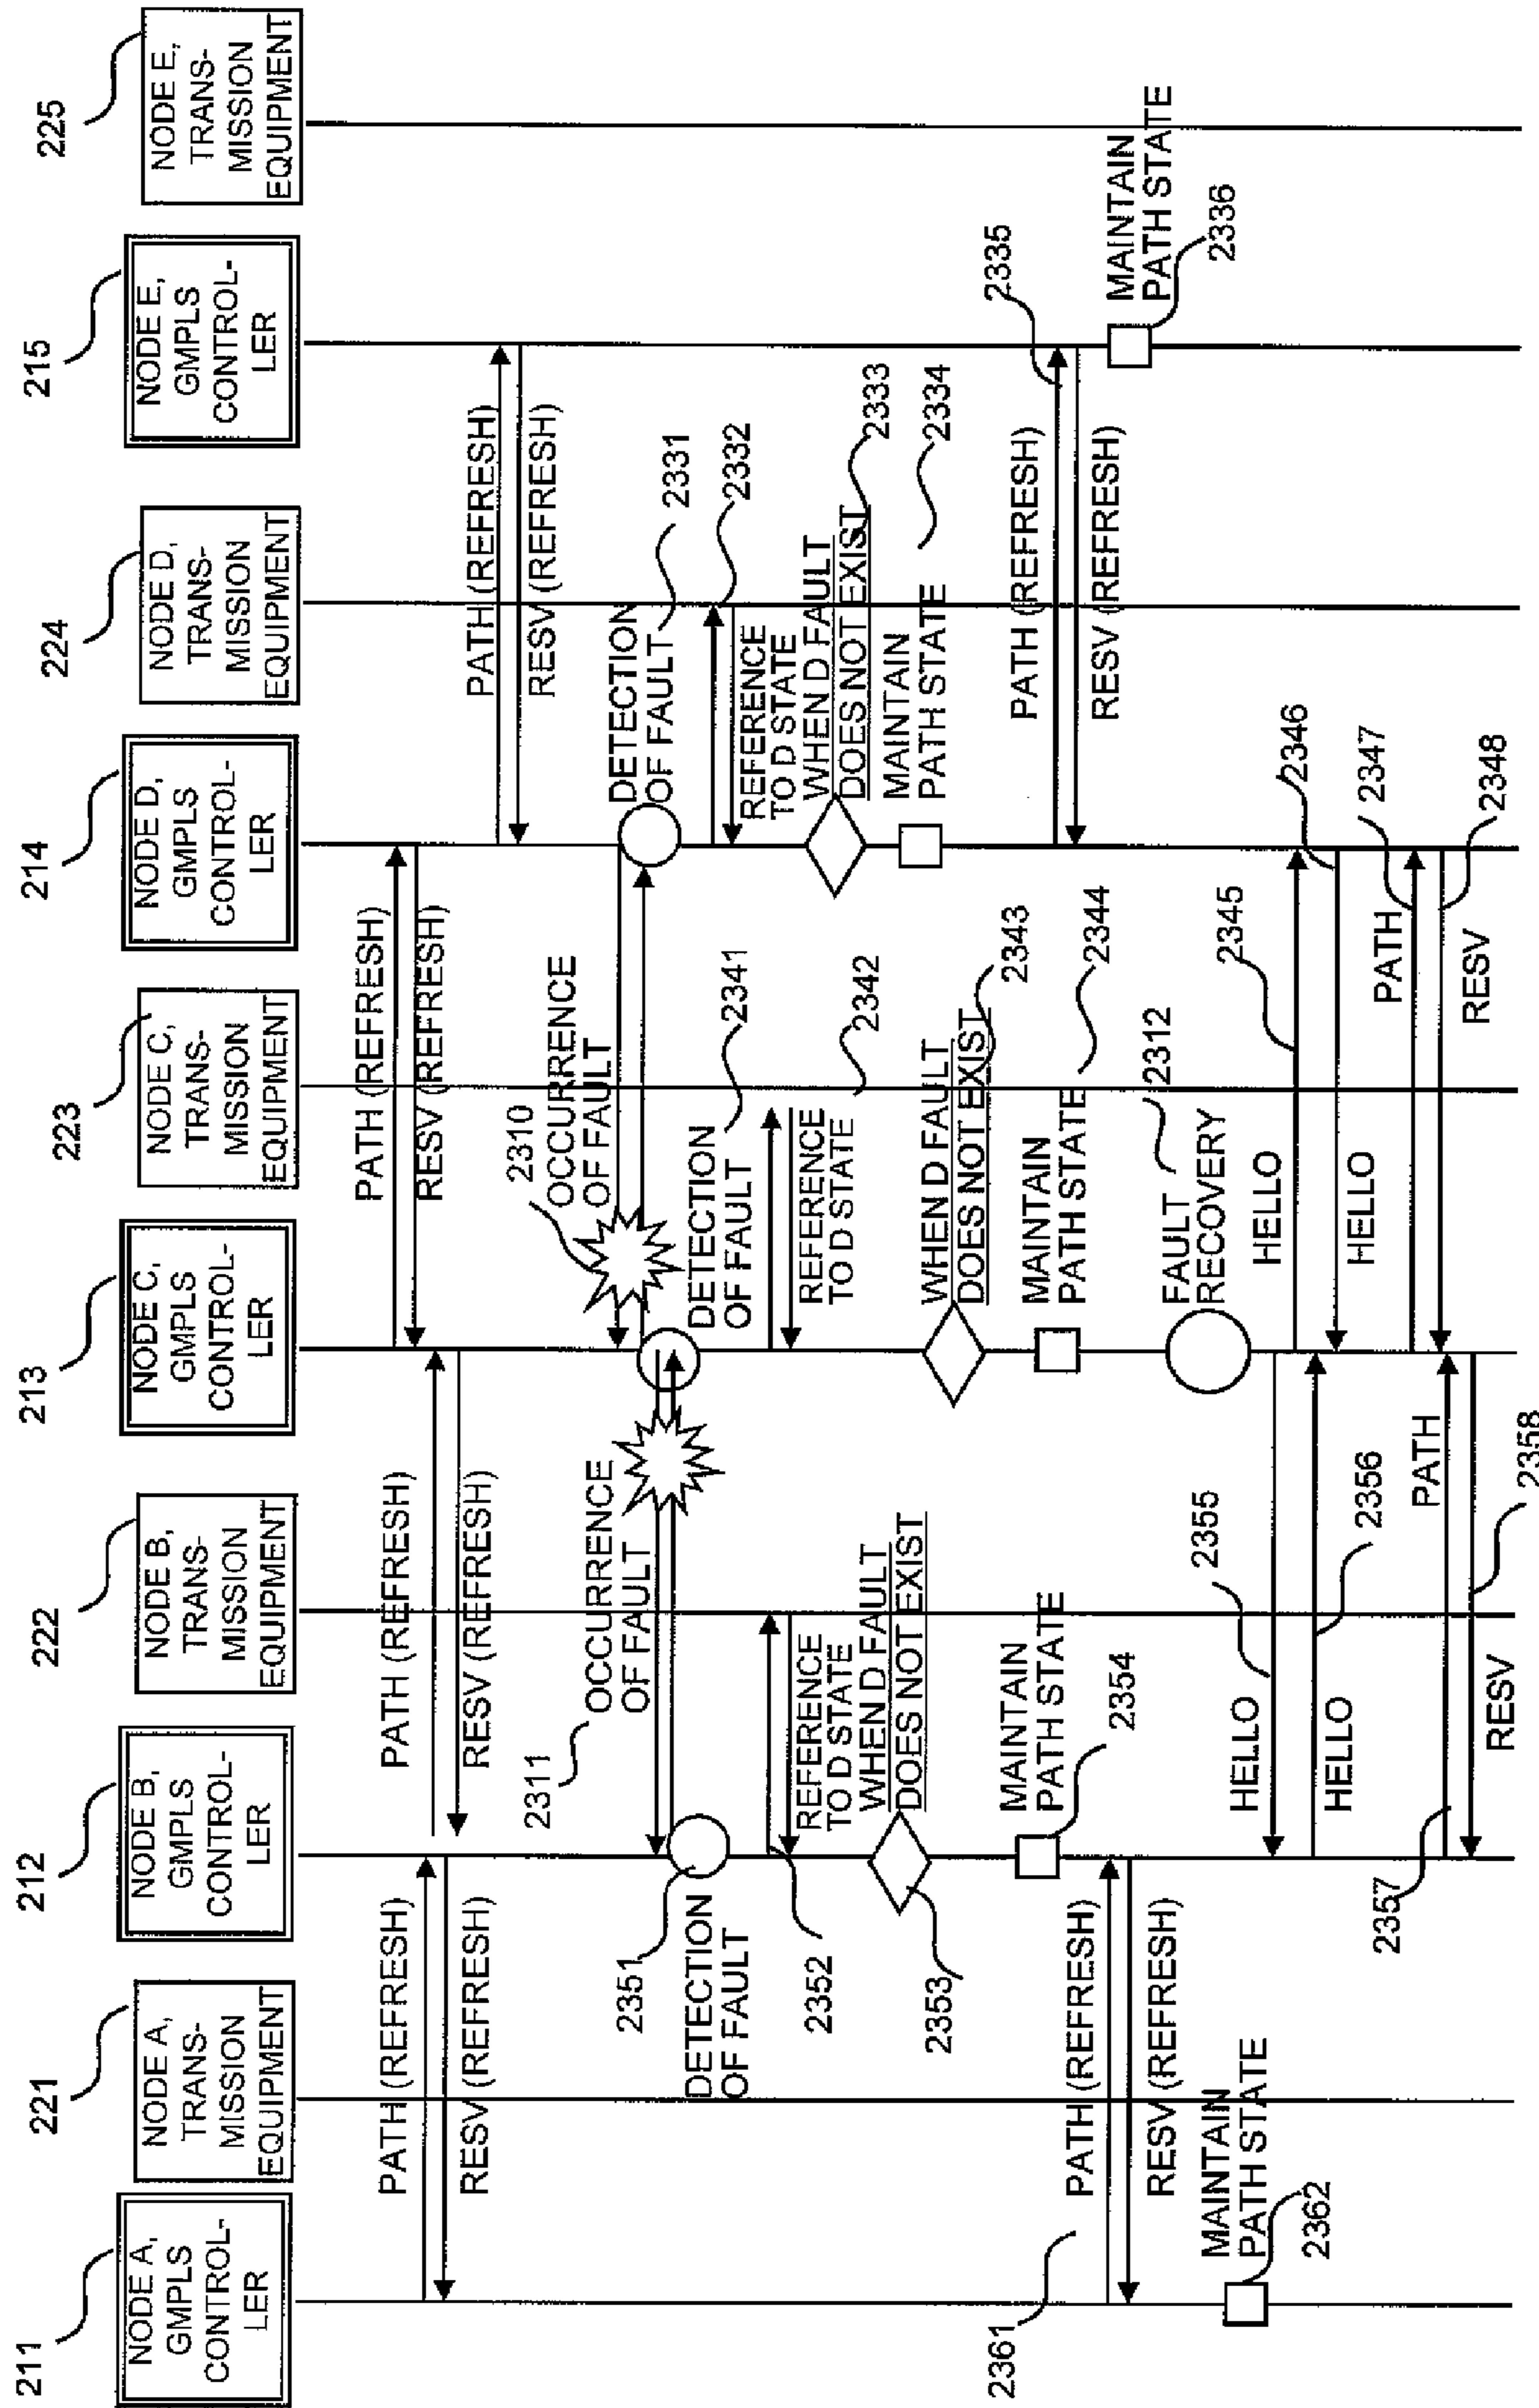 211
221
212
222
213
223
214
224
215
225
NODE A,
GMPLS
CONTROL-
LER
NODE A,
TRANS-
MISSION
EQUIPMENT
NODE B,
GMPLS
CONTROL-
LER
NODE B,
TRANS-
MISSION
EQUIPMENT
NODE C,
GMPLS
CONTROL-
LER
NODE C,
TRANS-
MISSION
EQUIPMENT
NODE D,
GMPLS
CONTROL-
LER
NODE D,
TRANS-
MISSION
EQUIPMENT
NODE E,
GMPLS
CONTROL-
LER
NODE E,
TRANS-
MISSION
EQUIPMENT
PATH (REFRESH)
RESV (REFRESH)
PATH (REFRESH)
RESV (REFRESH)
PATH (REFRESH)
RESV (REFRESH)
PATH (REFRESH)
RESV (REFRESH)
2311
OCCURRENCE
OF FAULT
2310
OCCURRENCE
OF FAULT
DETECTION
OF FAULT
2331
2351
DETECTION
OF FAULT
DETECTION
OF FAULT
2341
2332
REFERENCE
TO D STATE
2352
REFERENCE
TO D STATE
REFERENCE
TO D STATE
2342
WHEN D FAULT
DOES NOT EXIST
2333
WHEN D FAULT
DOES NOT EXIST
2353
WHEN D FAULT
DOES NOT EXIST
2343
MAINTAIN
PATH STATE
2334
MAINTAIN
PATH STATE
2354
MAINTAIN
PATH STATE
2344
2361
PATH (REFRESH)
RESV (REFRESH)
PATH (REFRESH)
RESV (REFRESH)
2335
MAINTAIN
PATH STATE
2336
FAULT
RECOVERY
2312
MAINTAIN
PATH STATE
2362
HELLO
2355
HELLO
2356
HELLO
2345
HELLO
2346
2357
PATH
RESV
2358
PATH
2347
RESV
2348